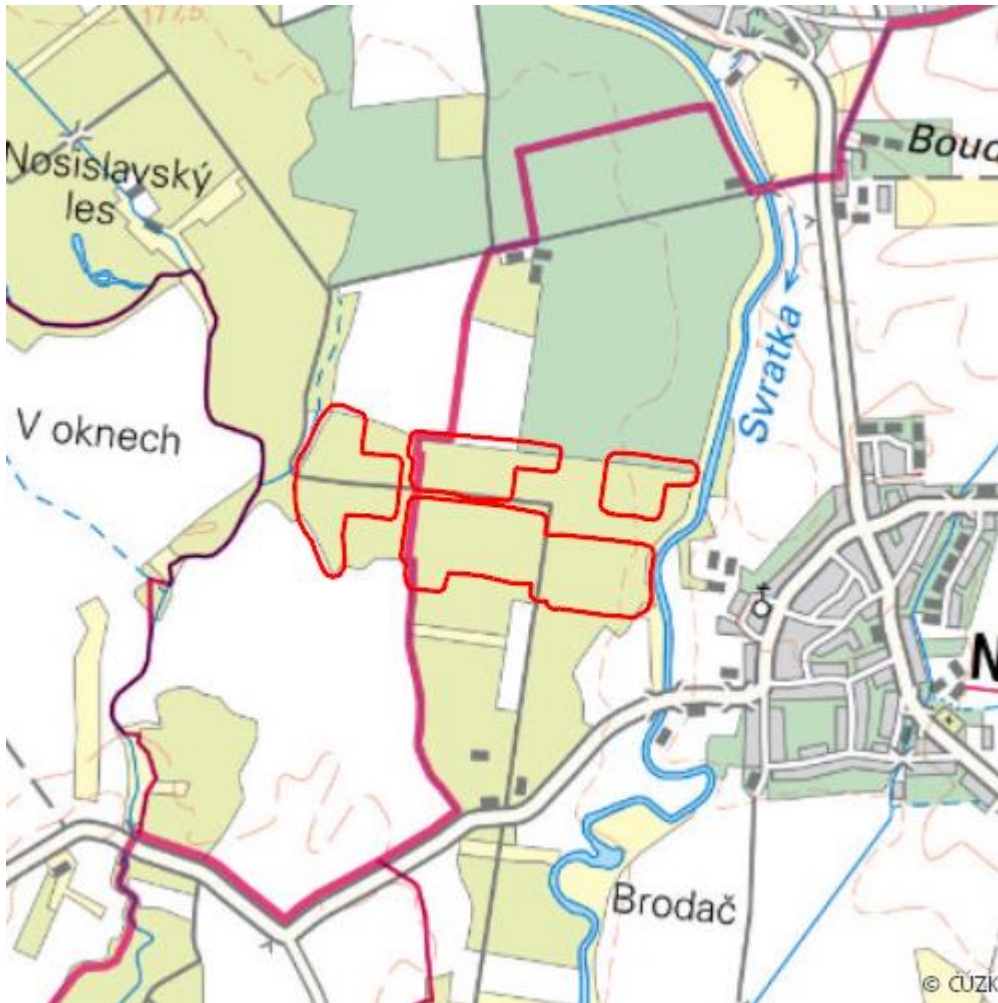 Nosislavský
les
Boud
Svratka
V oknech
N
Brodač
© ČÚZK